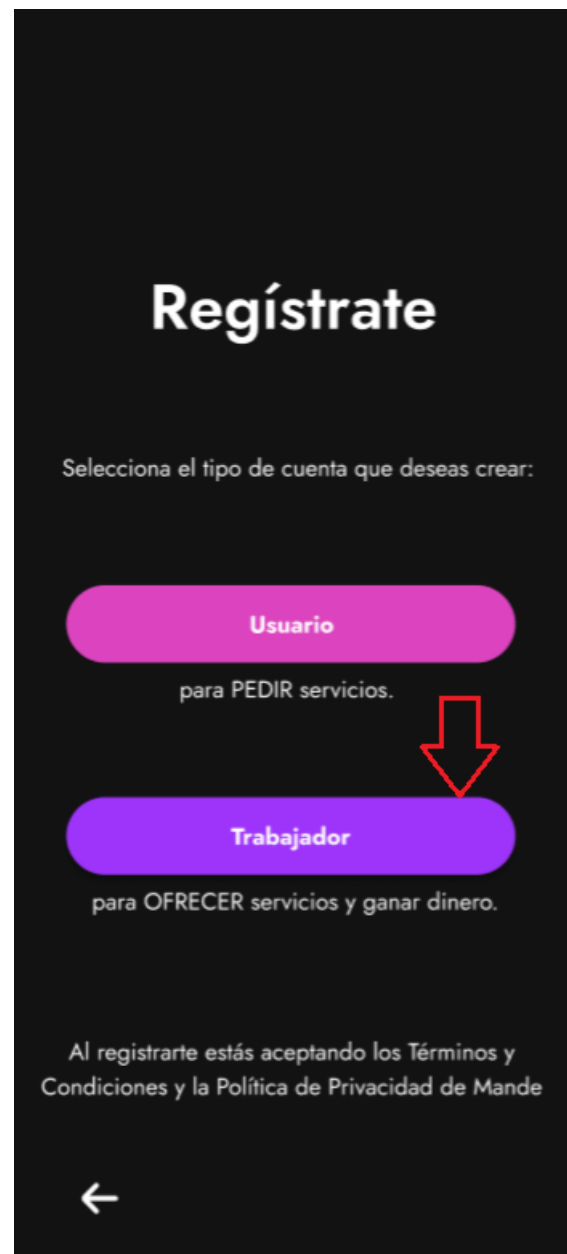 Regístrate
Selecciona el tipo de cuenta que deseas crear:
Usuario
para PEDIR servicios.
Trabajador
para OFRECER servicios y ganar dinero.
Al registrarte estás aceptando los Términos y
Condiciones y la Política de Privacidad de Mande